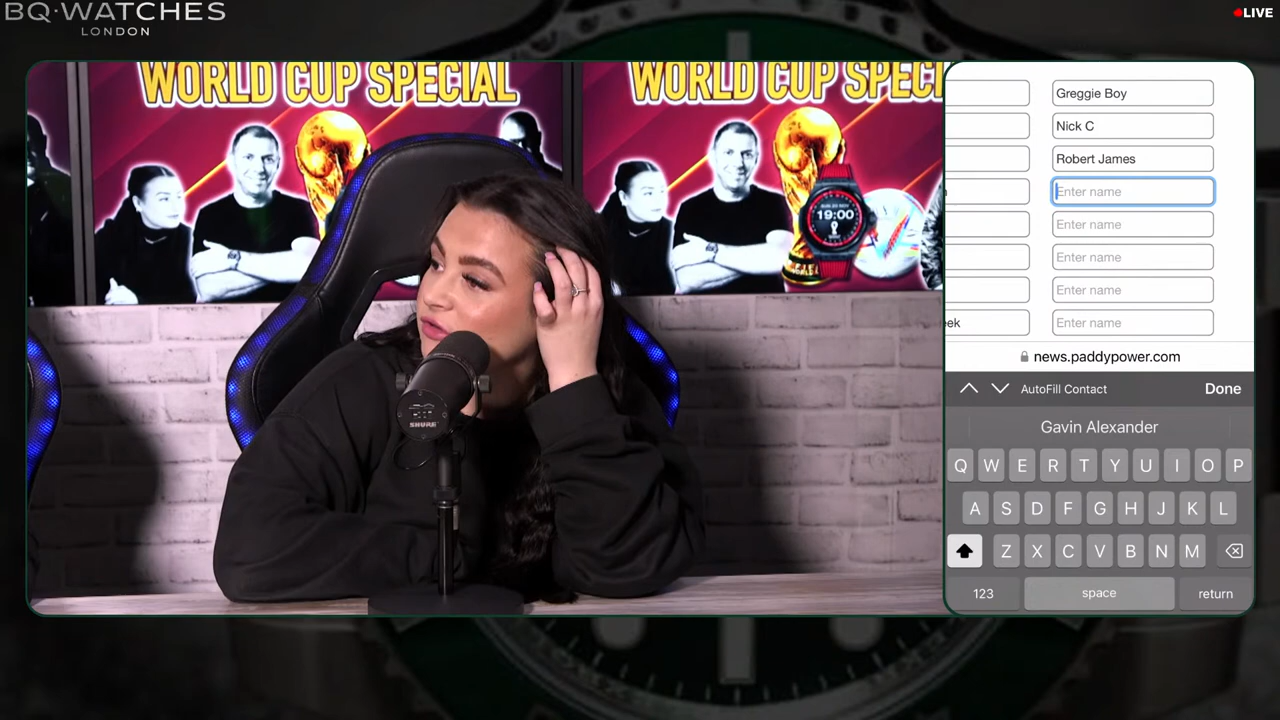 BQ·WATCHES
LONDON
LIVE
WORLD CUP SPECIAL
WORLD CUP SPECI
19:00
SHURE
Greggie Boy
Nick C
Robert James
Enter name
Enter name
Enter name
Enter name
eek
Enter name
news.paddypower.com
AutoFill Contact
Done
Gavin Alexander
Q W E R T Y U I O P
A S D F G H J K L
Z X C V B N M
123
space
return